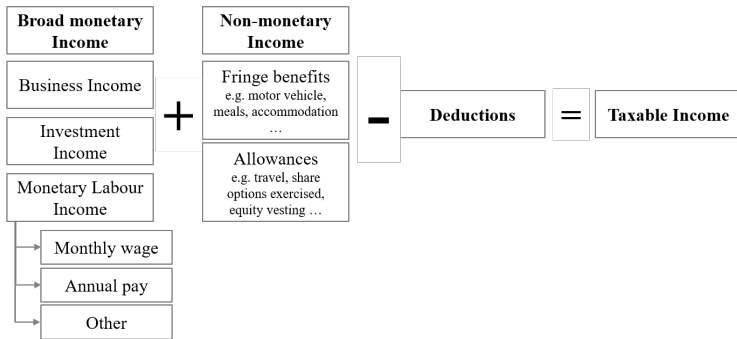 Broad monetary
Income
Business Income
Investment
Income
Monetary Labour
Income
Monthly wage
Annual pay
Other
+
Non-monetary
Income
Fringe benefits
e.g. motor vehicle,
meals, accommodation
…
Allowances
e.g. travel, share
options exercised,
equity vesting …
-
Deductions
=
Taxable Income